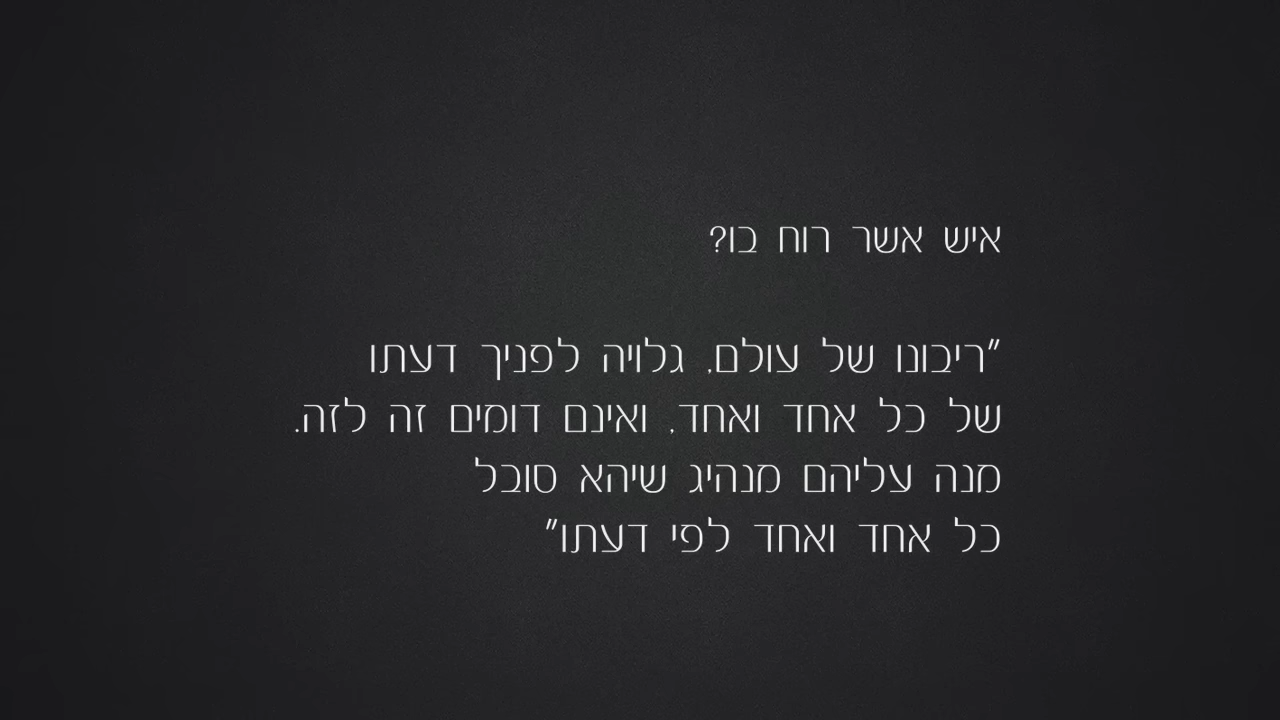 איש אשר רוח בו?
"ריבונו של עולם, גלויה לפניך דעתו
של כל אחד ואחד, ואינם דומים זה לזה.
מנה עליהם מנהיג שיהא סובל
כל אחד ואחד לפי דעתו"